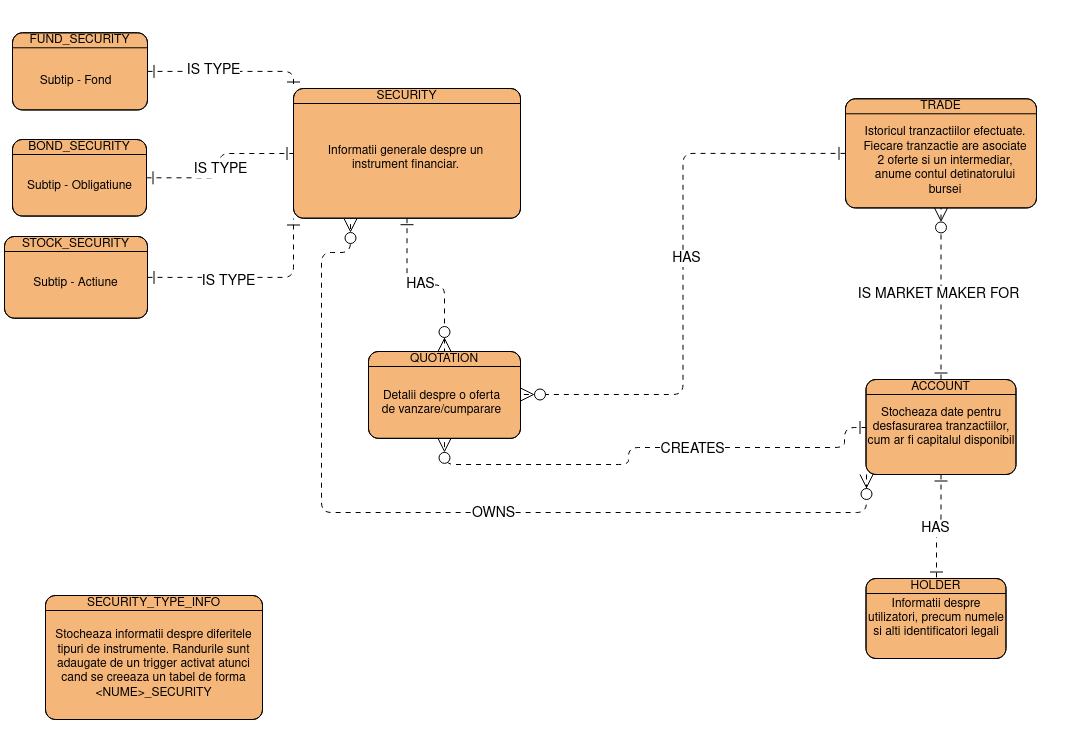 FUND_SECURITY
Subtip - Fond
IS TYPE
BOND_SECURITY
Subtip - Obligatiune
IS TYPE
STOCK_SECURITY
Subtip - Actiune
IS TYPE
SECURITY
Informatii generale despre un
instrument financiar.
HAS
QUOTATION
Detalii despre o oferta
de vanzare/cumparare
HAS
TRADE
Istoricul tranzactiilor efectuate.
Fiecare tranzactie are asociate
2 oferte si un intermediar,
anume contul detinatorului
bursei
IS MARKET MAKER FOR
ACCOUNT
Stocheaza date pentru
desfasurarea tranzactiilor,
cum ar fi capitalul disponibil
CREATES
OWNS
HAS
HOLDER
Informatii despre
utilizatori, precum numele
si alti identificatori legali
SECURITY_TYPE_INFO
Stocheaza informatii despre diferitele
tipuri de instrumente. Randurile sunt
adaugate de un trigger activat atunci
cand se creeaza un tabel de forma
<NUME>_SECURITY